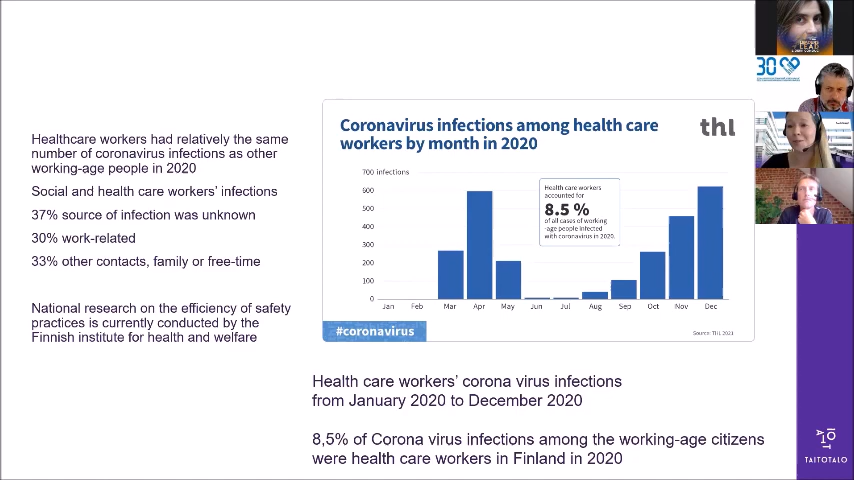 Healthcare workers had relatively the same
number of coronavirus infections as other
working-age people in 2020
Social and health care workers' infections
37% source of infection was unknown
30% work-related
33% other contacts, family or free-time
National research on the efficiency of safety
practices is currently conducted by the
Finnish institute for health and welfare
Coronavirus infections among health care
workers by month in 2020
thl
700 infections
600
500
400
300
200
100
0
Jan Feb Mar Apr May Jun Jul Aug Sep Oct Nov Dec
Health care workers
accounted for
8.5 %
of all cases of working
-age people infected
with coronavirus in 2020.
#coronavirus
Source: THL 2021
Health care workers' corona virus infections
from January 2020 to December 2020
8,5% of Corona virus infections among the working-age citizens
were health care workers in Finland in 2020
30
TAITOTALO